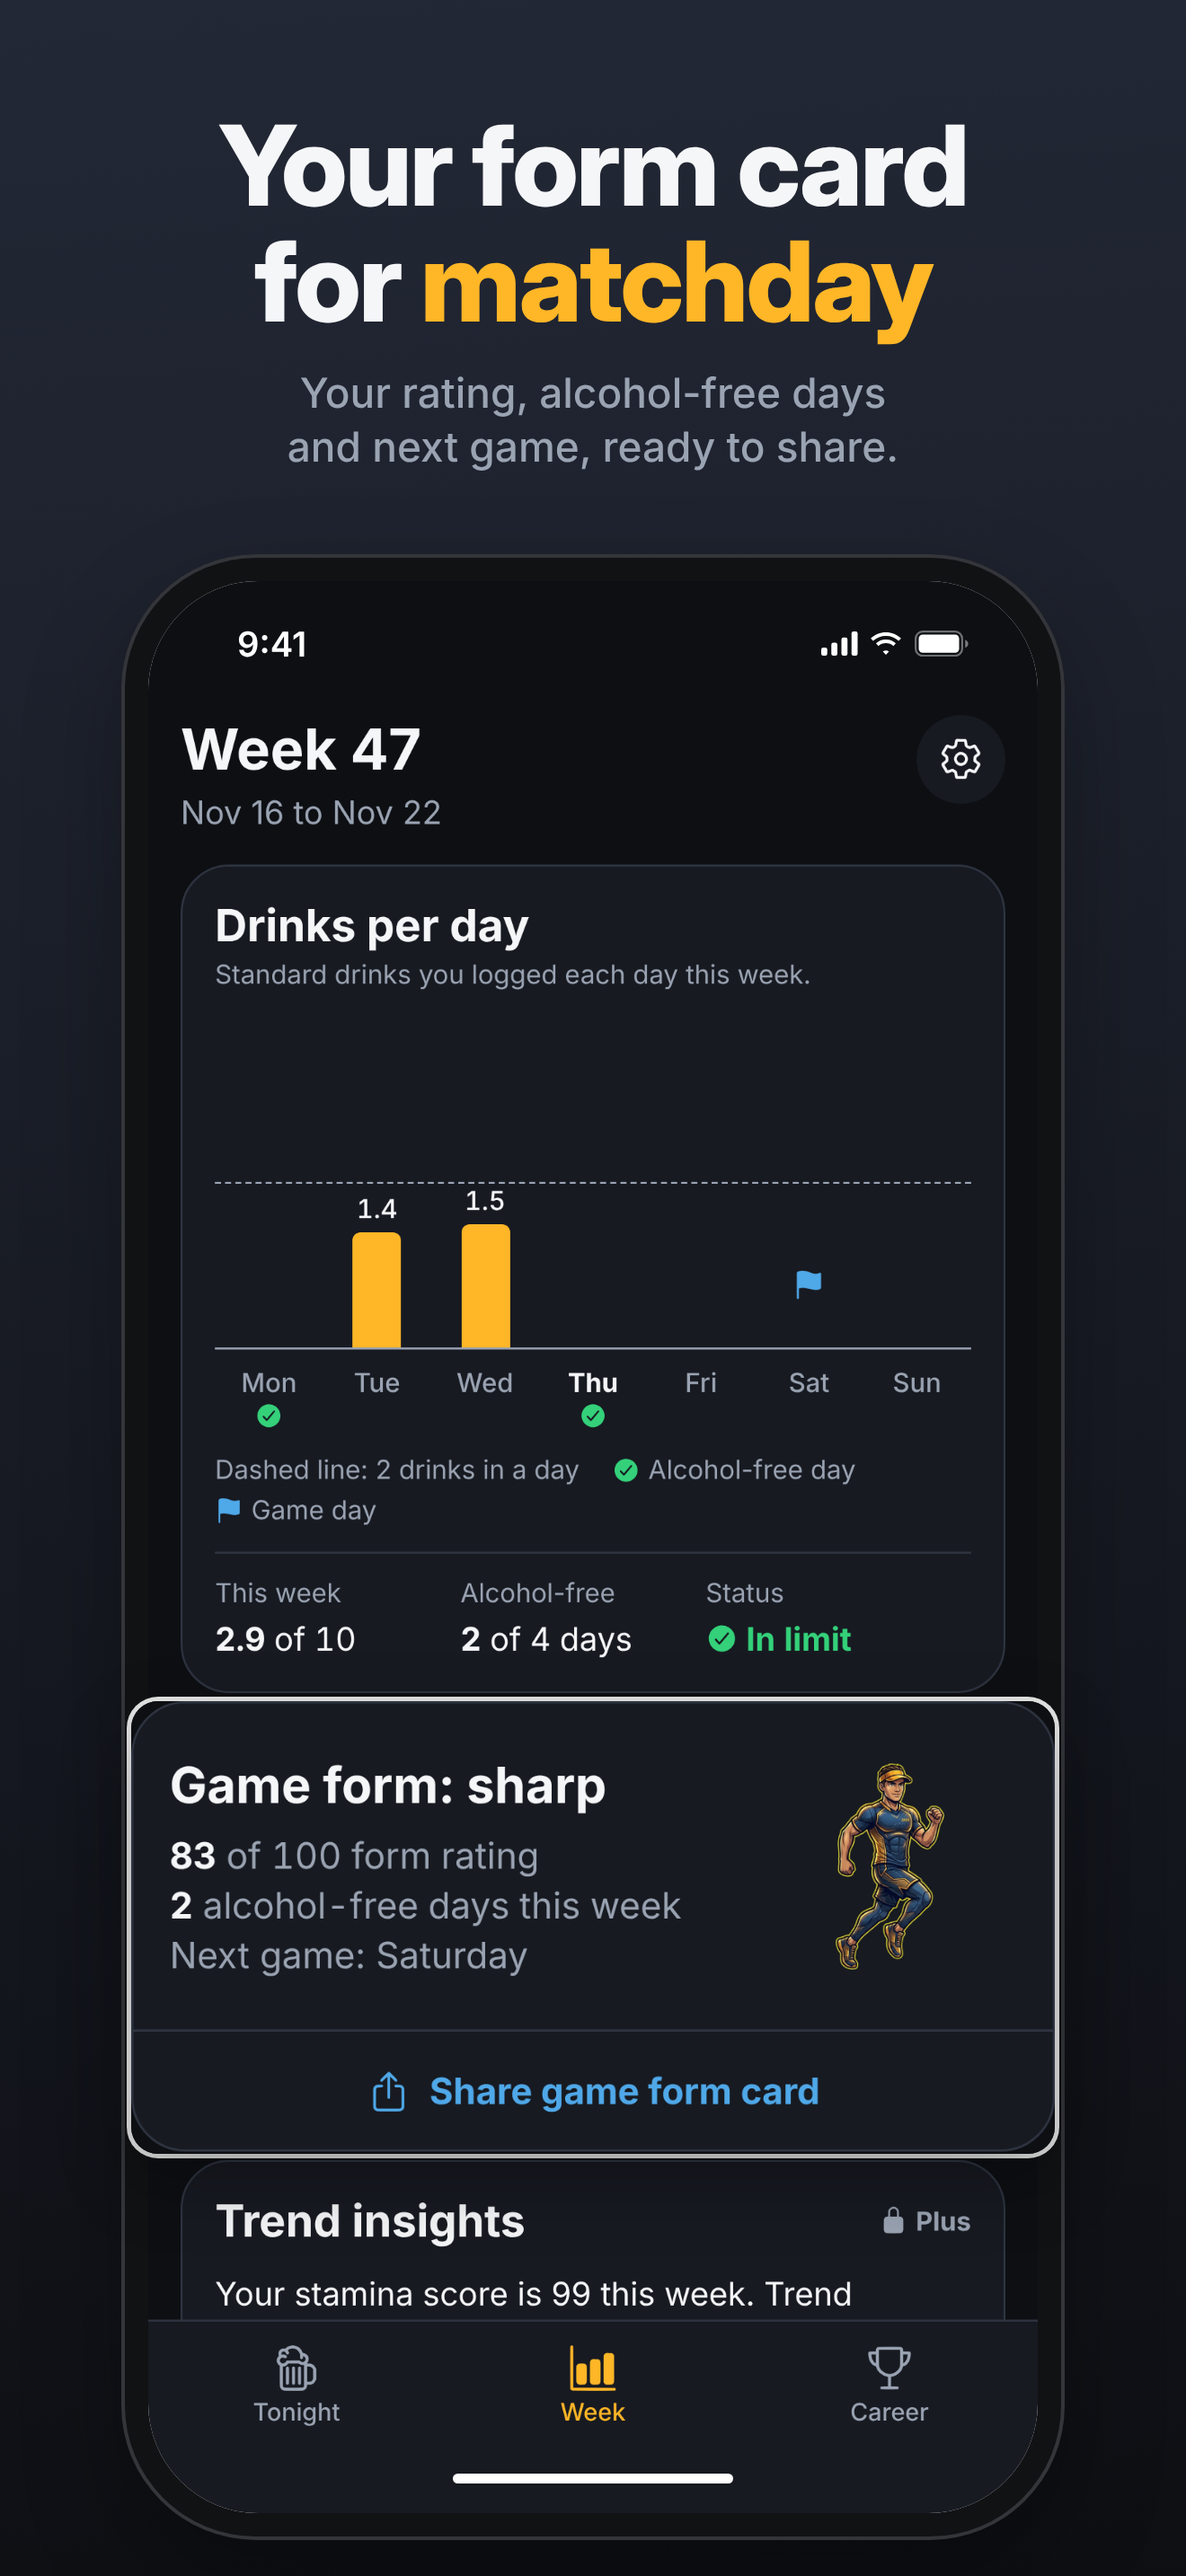 Your form card
for matchday
Your rating, alcohol-free days
and next game, ready to share.
9:41
Week 47
Nov 16 to Nov 22
Drinks per day
Standard drinks you logged each day this week.
1.4 1.5
Mon Tue Wed Thu Fri Sat Sun
Dashed line: 2 drinks in a day Alcohol-free day
Game day
This week Alcohol-free Status
2.9 of 10 2 of 4 days In limit
Game form: sharp
83 of 100 form rating
2 alcohol-free days this week
Next game: Saturday
Share game form card
Trend insights Plus
Your stamina score is 99 this week. Trend
Tonight Week Career